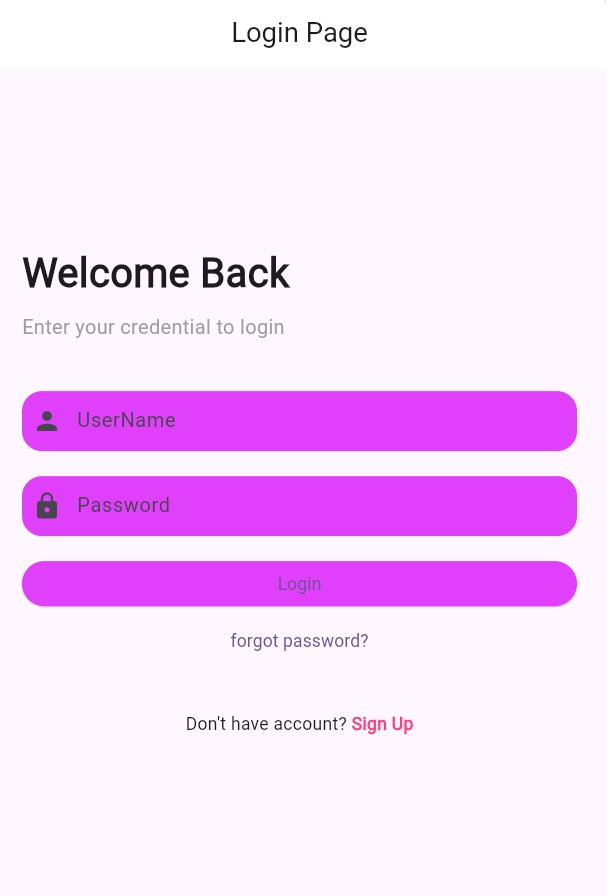 Login Page
Welcome Back
Enter your credential to login
UserName
Password
Login
forgot password?
Don't have account? Sign Up